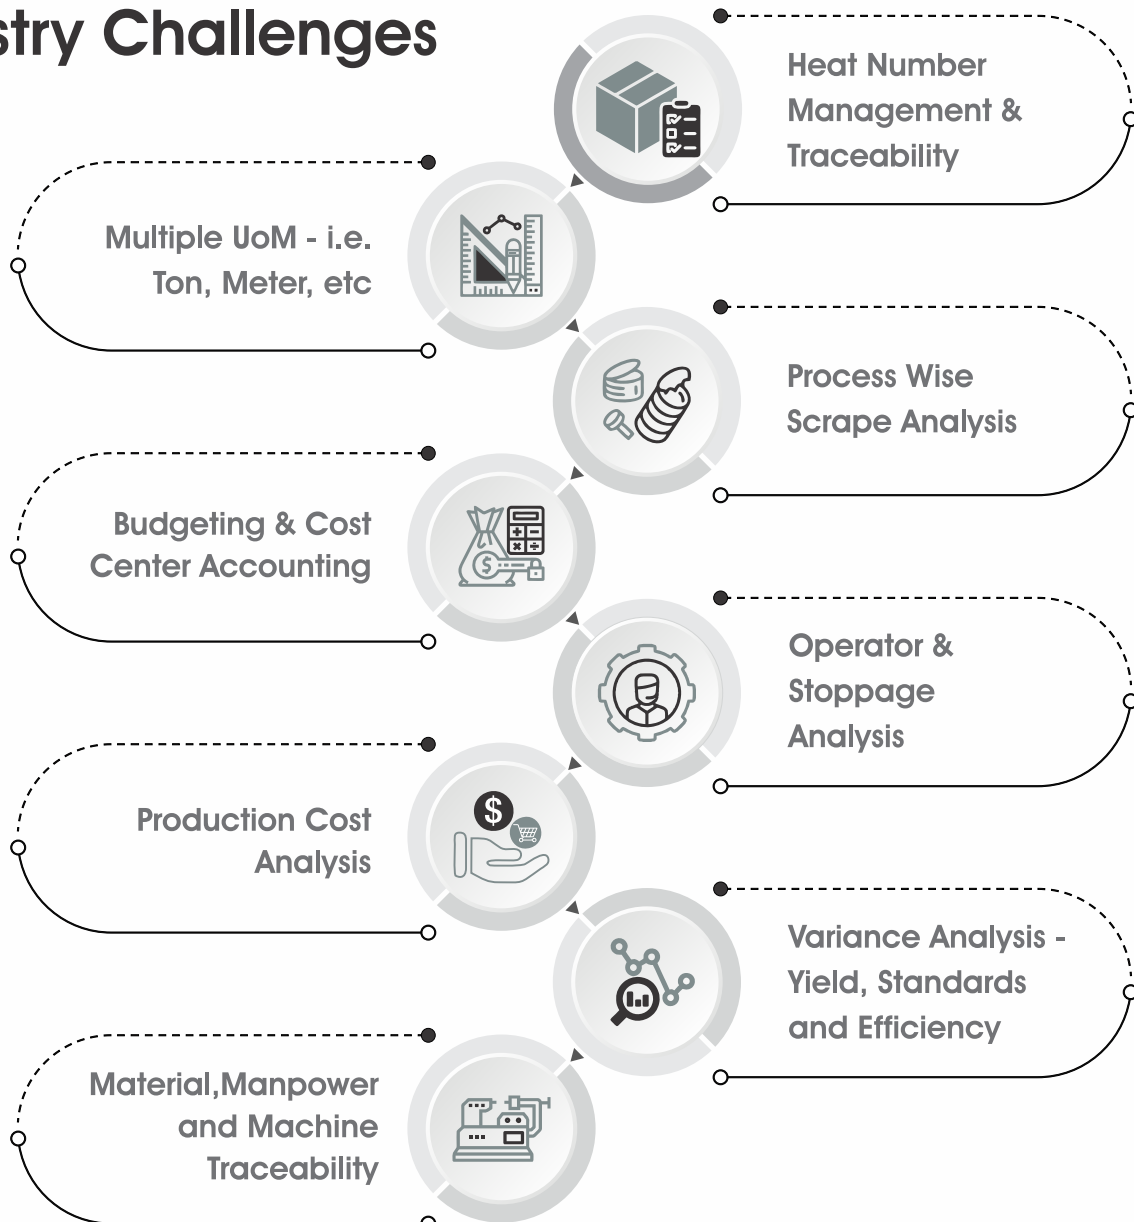 stry Challenges
Heat Number
Management &
Traceability
Multiple UoM - i.e.
Ton, Meter, etc
Process Wise
Scrape Analysis
Budgeting & Cost
Center Accounting
Operator &
Stoppage
Analysis
Production Cost
Analysis
Variance Analysis -
Yield, Standards
and Efficiency
Material,Manpower
and Machine
Traceability